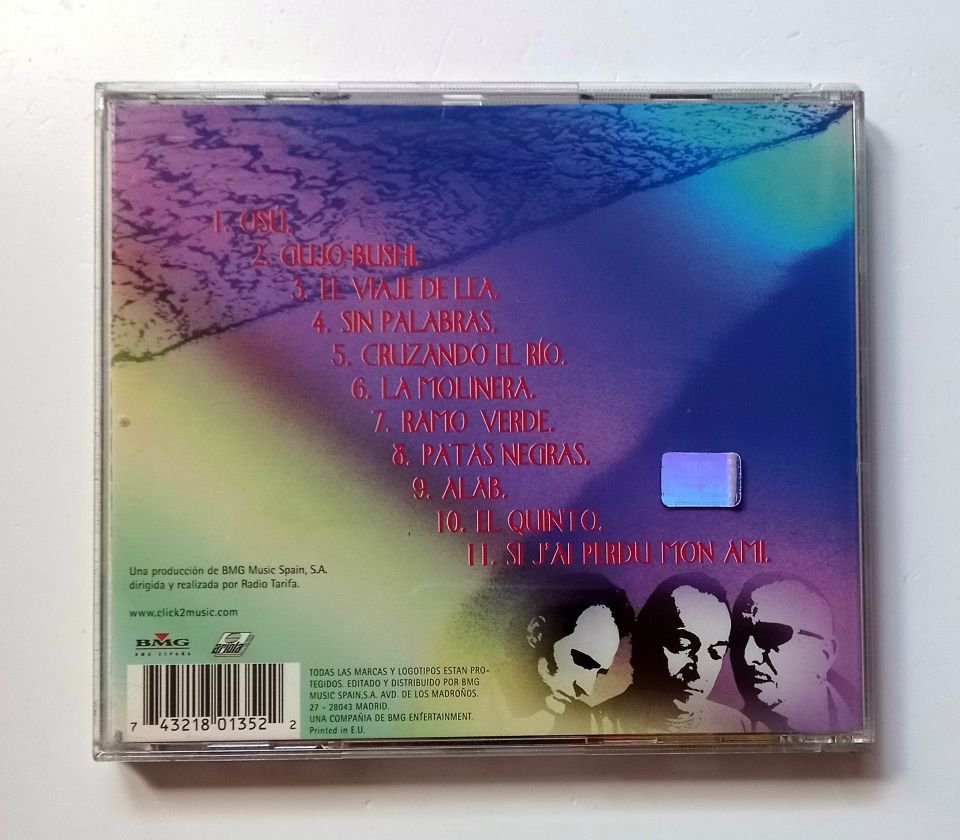 1. OSÚ.
2. GUJO BUSHI.
3. EL VIAJE DE LEA.
4. SIN PALABRAS.
5. CRUZANDO EL RÍO.
6. LA MOLINERA.
7. RAMO VERDE.
8. PATAS NEGRAS.
9. ALAB.
10. EL QUINTO.
11. SI J'AI PERDU MON AMI.
Una producción de BMG Music Spain, S.A.
dirigida y realizada por Radio Tarifa.
www.click2music.com
BMG
BMG ESPAÑA
ariola
TODAS LAS MARCAS Y LOGOTIPOS ESTAN PRO-
TEGIDOS. EDITADO Y DISTRIBUIDO POR BMG
MUSIC SPAIN,S.A. AVD. DE LOS MADROÑOS.
27 - 28043 MADRID.
UNA COMPAÑIA DE BMG ENTERTAINMENT.
Printed in E.U.
7 43218 01352 2